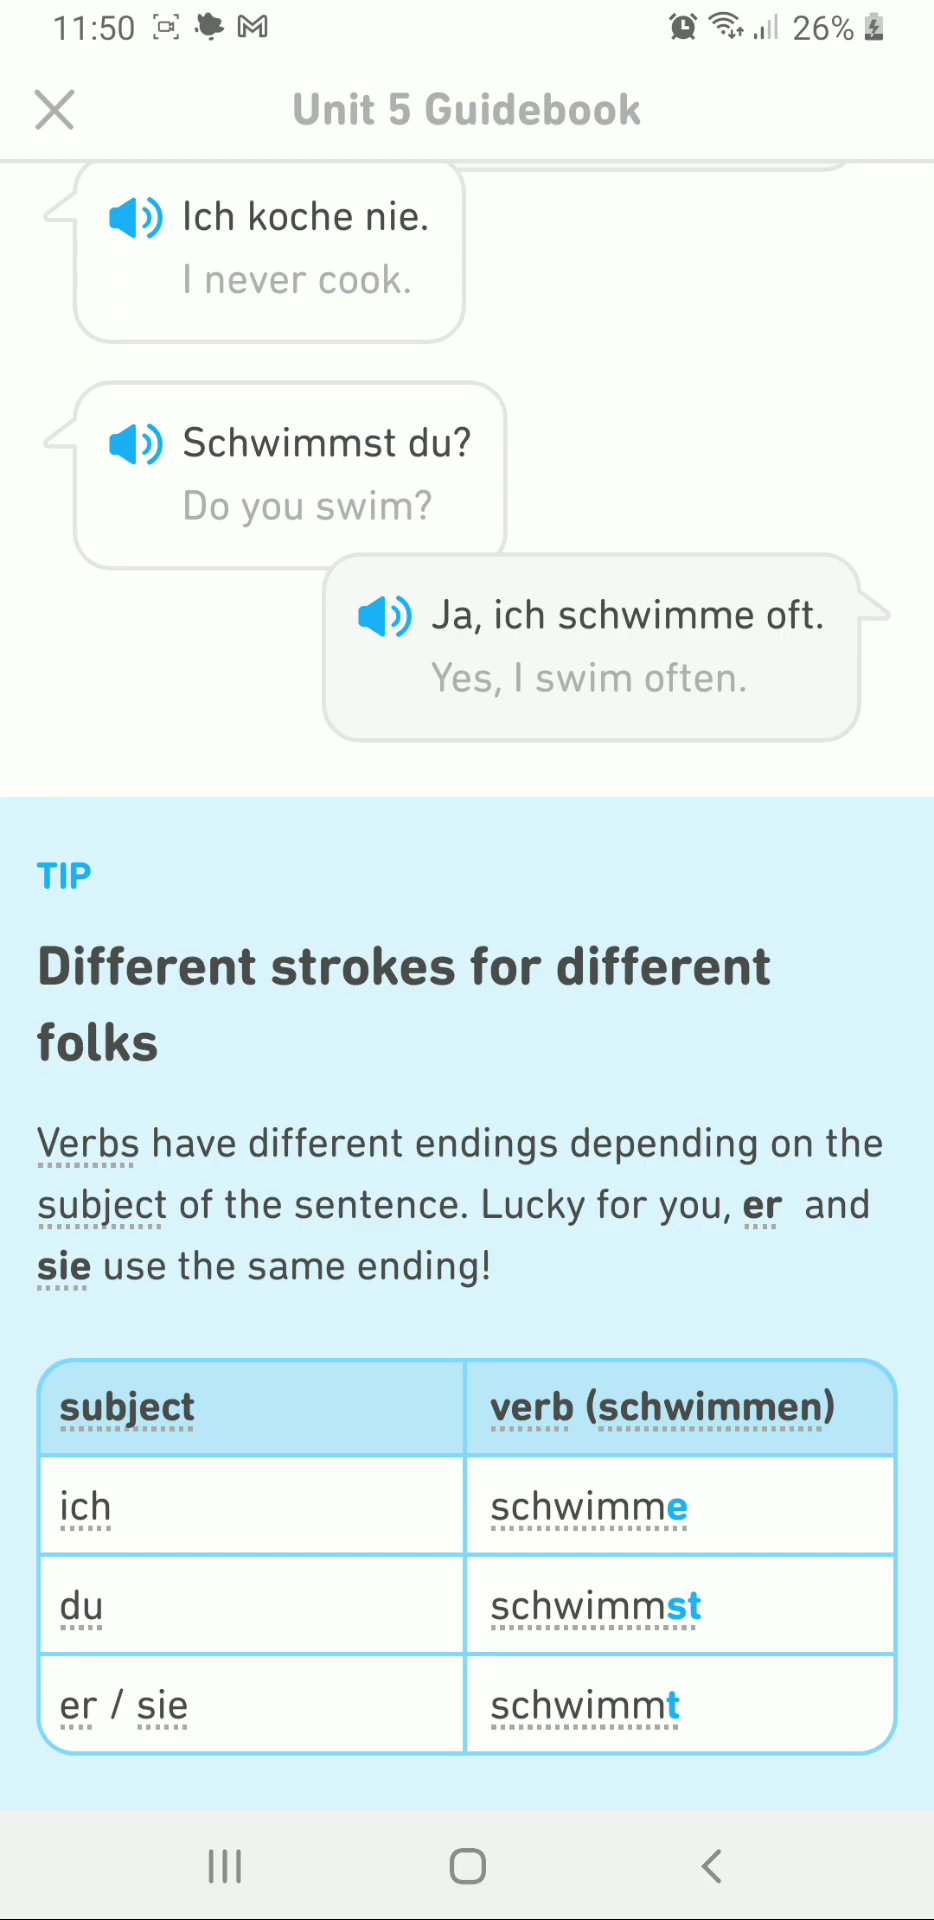 11:50 26%
Unit 5 Guidebook
Ich koche nie.
I never cook.
Schwimmst du?
Do you swim?
Ja, ich schwimme oft.
Yes, I swim often.
TIP
Different strokes for different
folks
Verbs have different endings depending on the
subject of the sentence. Lucky for you, er and
sie use the same ending!
subject verb (schwimmen)
ich schwimme
du schwimmst
er / sie schwimmt